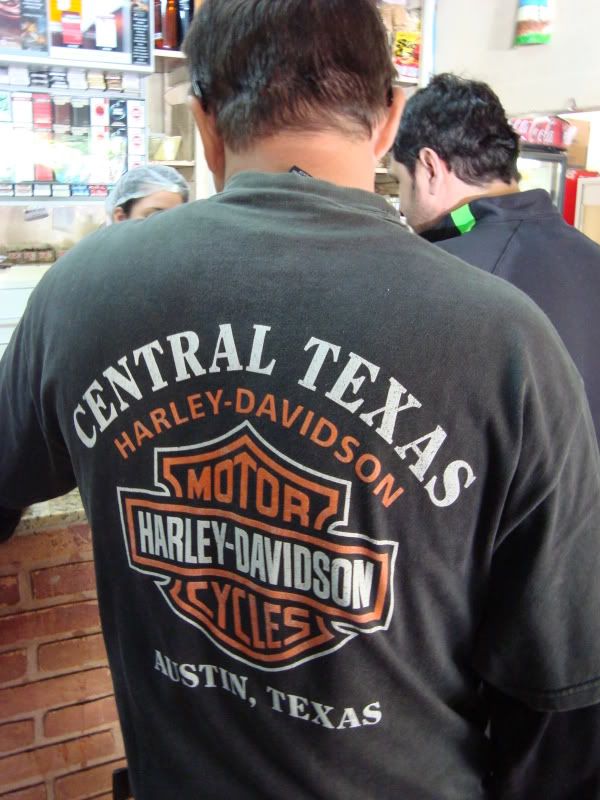 CENTRAL TEXAS
HARLEY-DAVIDSON
MOTOR
HARLEY-DAVIDSON
CYCLES
AUSTIN, TEXAS